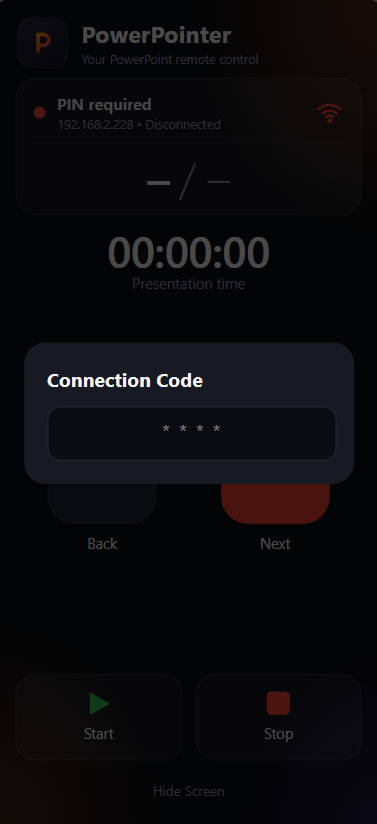 P
PowerPointer
Your PowerPoint remote control
PIN required
192.168.2.228 • Disconnected
– / –
00:00:00
Presentation time
Connection Code
* * * *
Back
Next
Start
Stop
Hide Screen